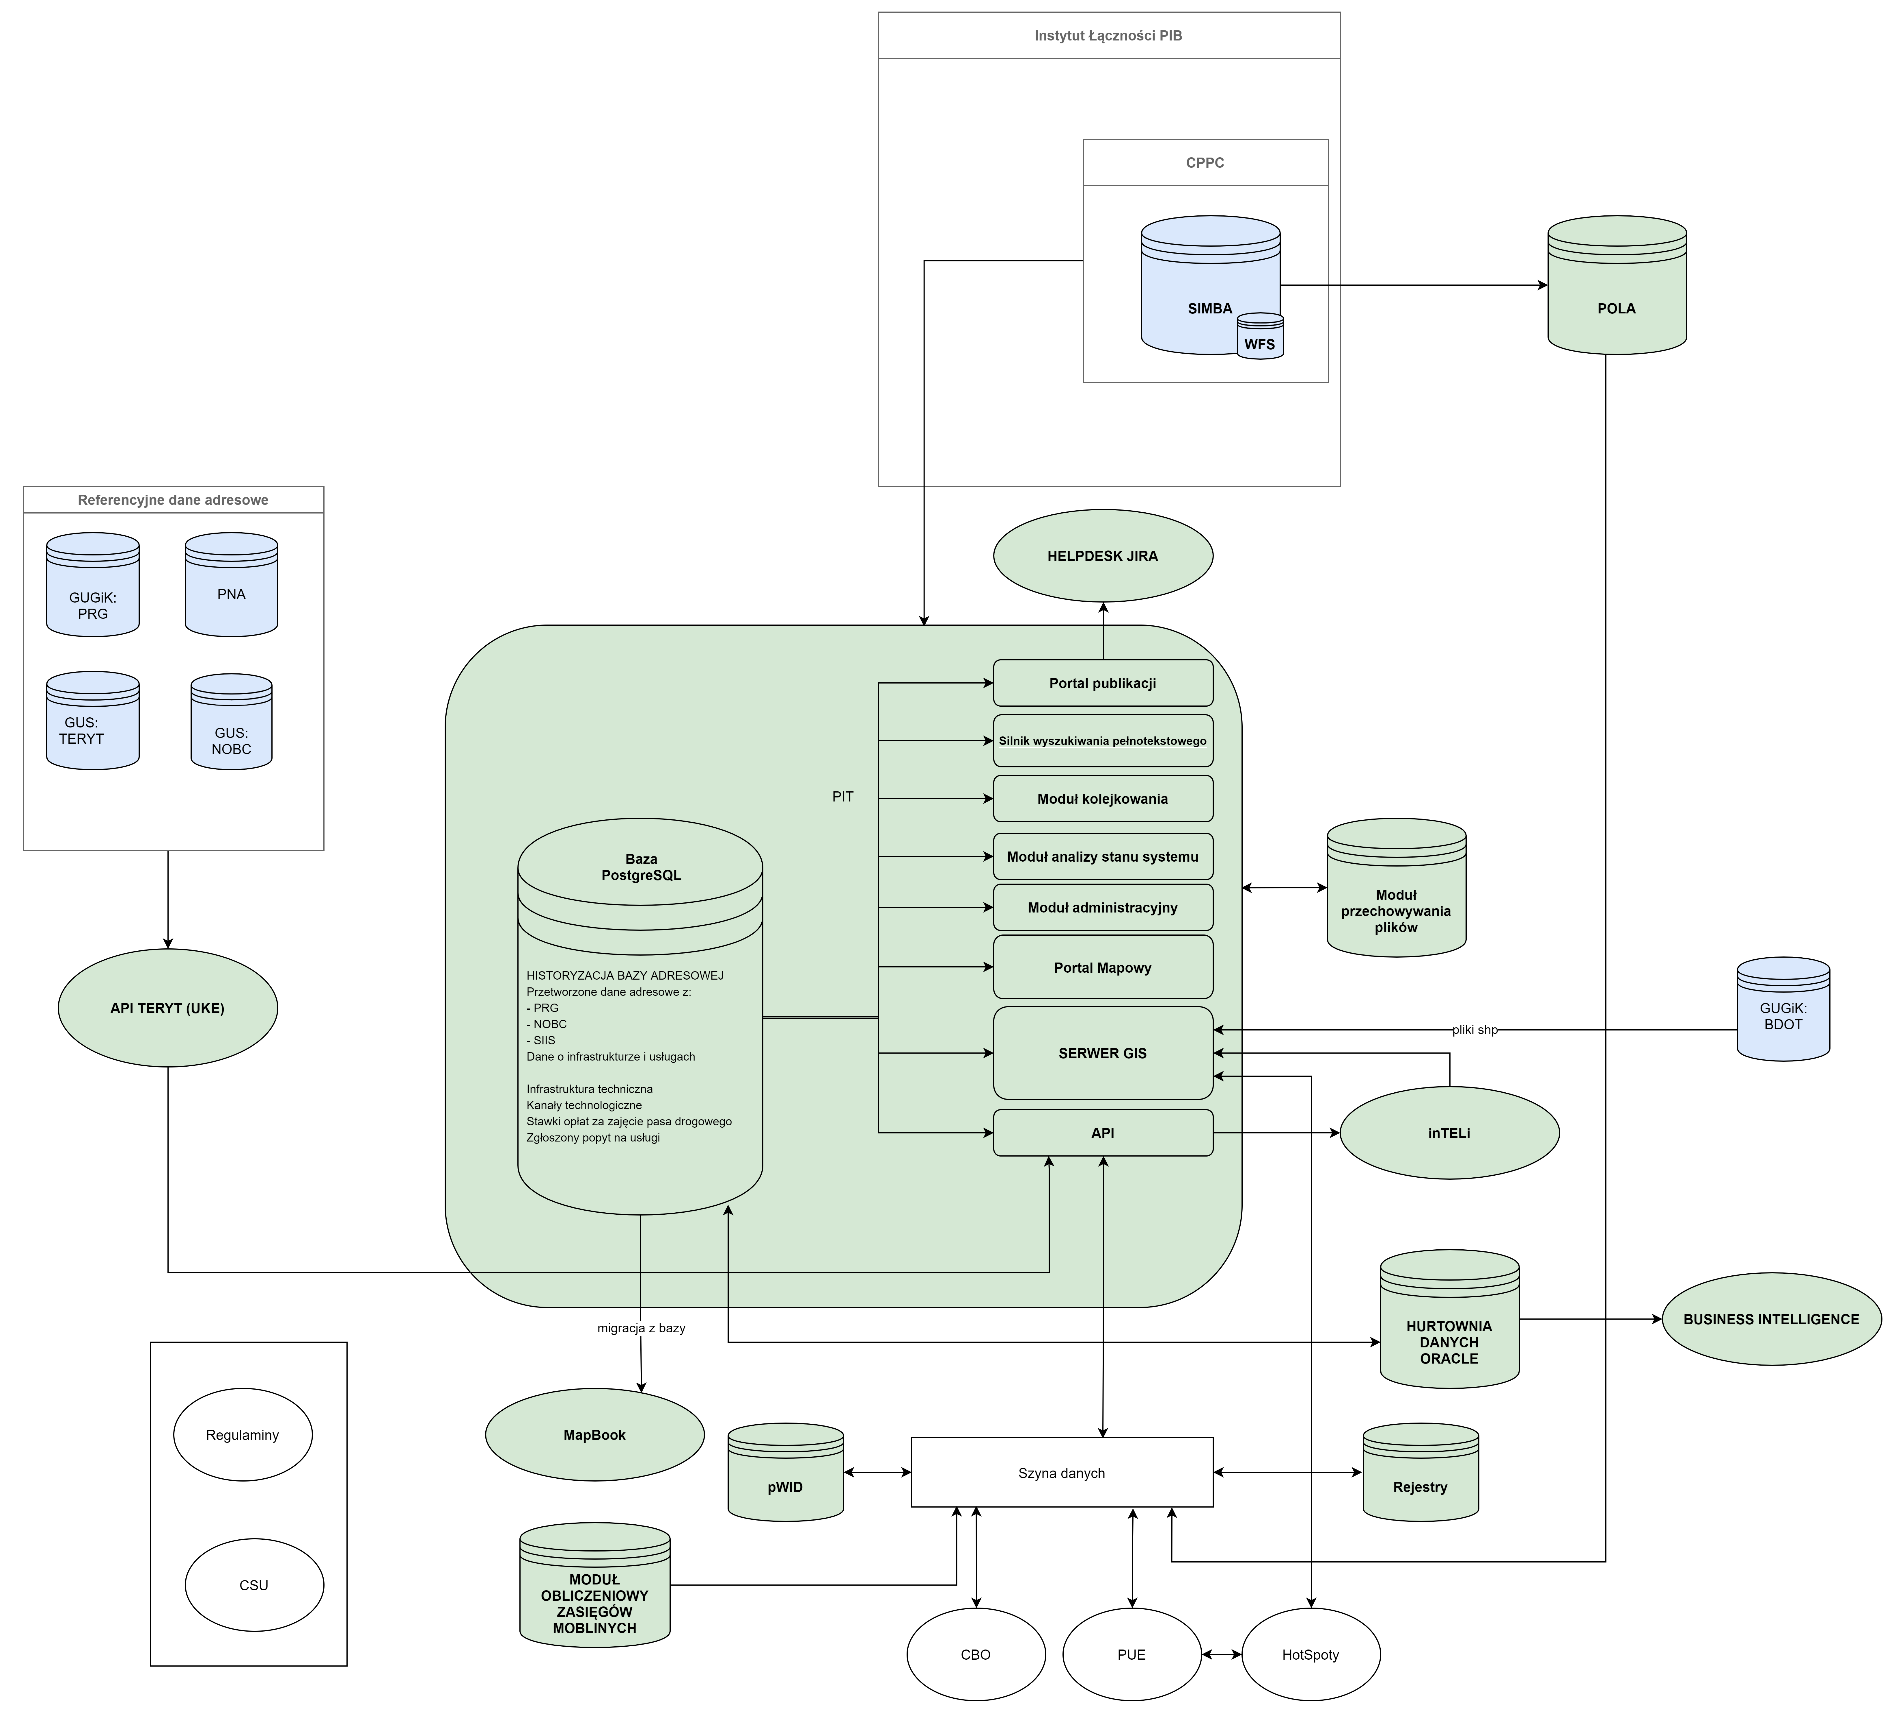 Instytut Łączności PIB
CPPC
SIMBA
WFS
POLA
Referencyjne dane adresowe
GUGiK:
PRG
PNA
GUS:
TERYT
GUS:
NOBC
HELPDESK JIRA
Portal publikacji
Silnik wyszukiwania pełnotekstowego
PIT
Moduł kolejkowania
Moduł analizy stanu systemu
Moduł administracyjny
Portal Mapowy
SERWER GIS
API
Baza
PostgreSQL
HISTORYZACJA BAZY ADRESOWEJ
Przetworzone dane adresowe z:
- PRG
- NOBC
- SIIS
Dane o infrastrukturze i usługach
Infrastruktura techniczna
Kanały technologiczne
Stawki opłat za zajęcie pasa drogowego
Zgłoszony popyt na usługi
Moduł
przechowywania
plików
API TERYT (UKE)
GUGiK:
BDOT
pliki shp
inTELi
HURTOWNIA
DANYCH
ORACLE
BUSINESS INTELLIGENCE
migracja z bazy
MapBook
Regulaminy
CSU
pWID
Szyna danych
Rejestry
MODUŁ
OBLICZENIOWY
ZASIĘGÓW
MOBLINYCH
CBO
PUE
HotSpoty